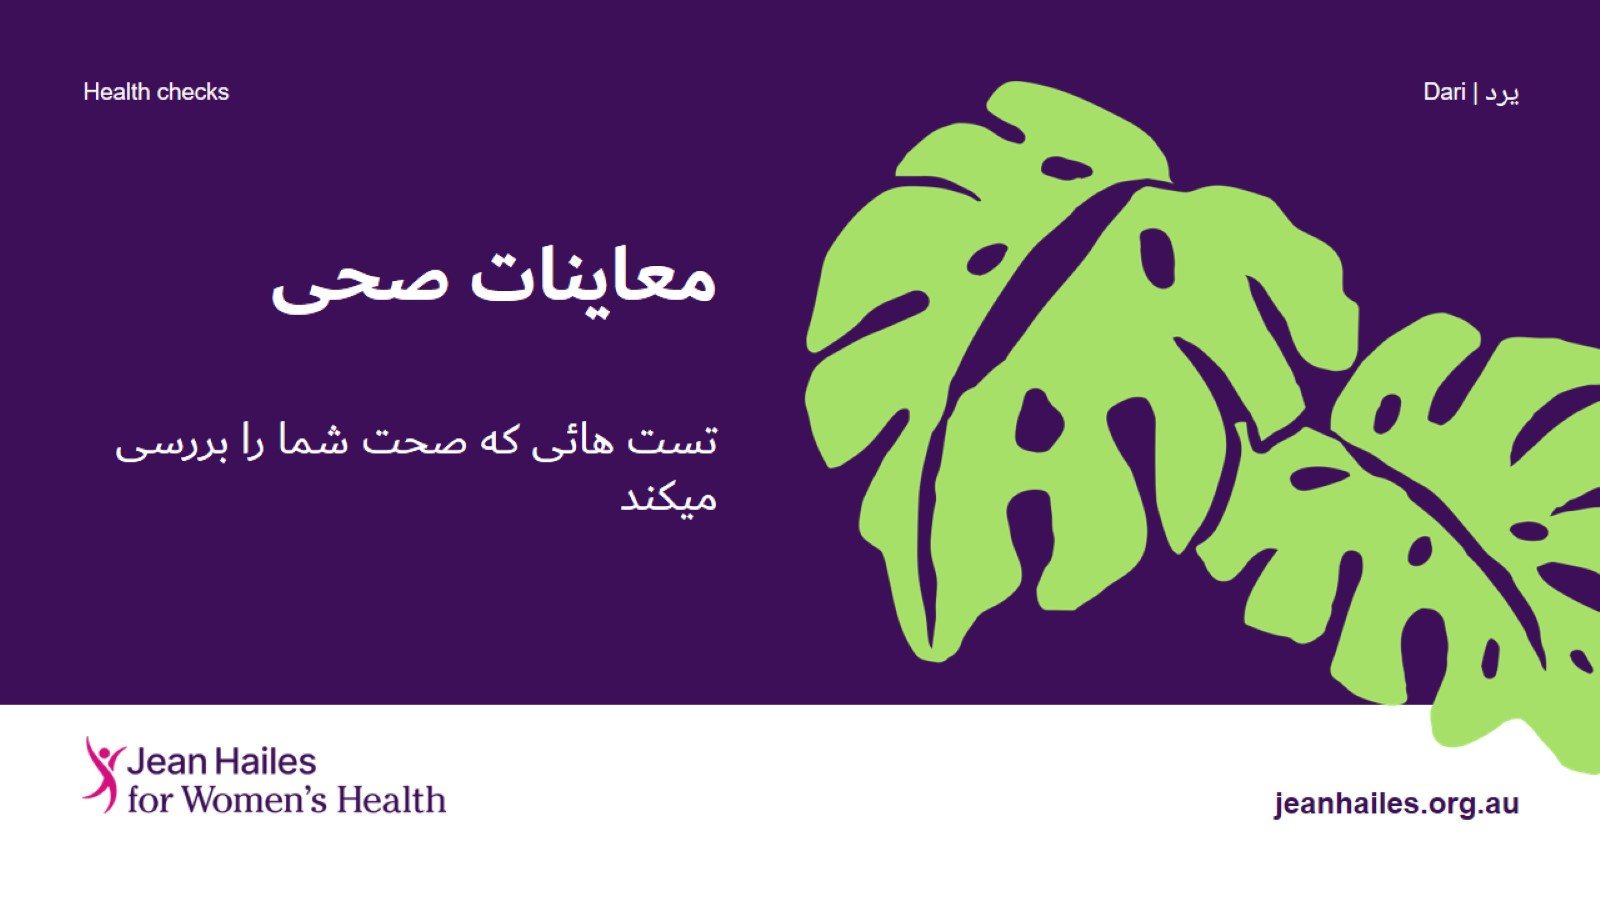 Health checks
Dari | یرد
معاینات صحی
تست هائی که صحت شما را بررسی
میکند
Jean Hailes
for Women's Health
jeanhailes.org.au